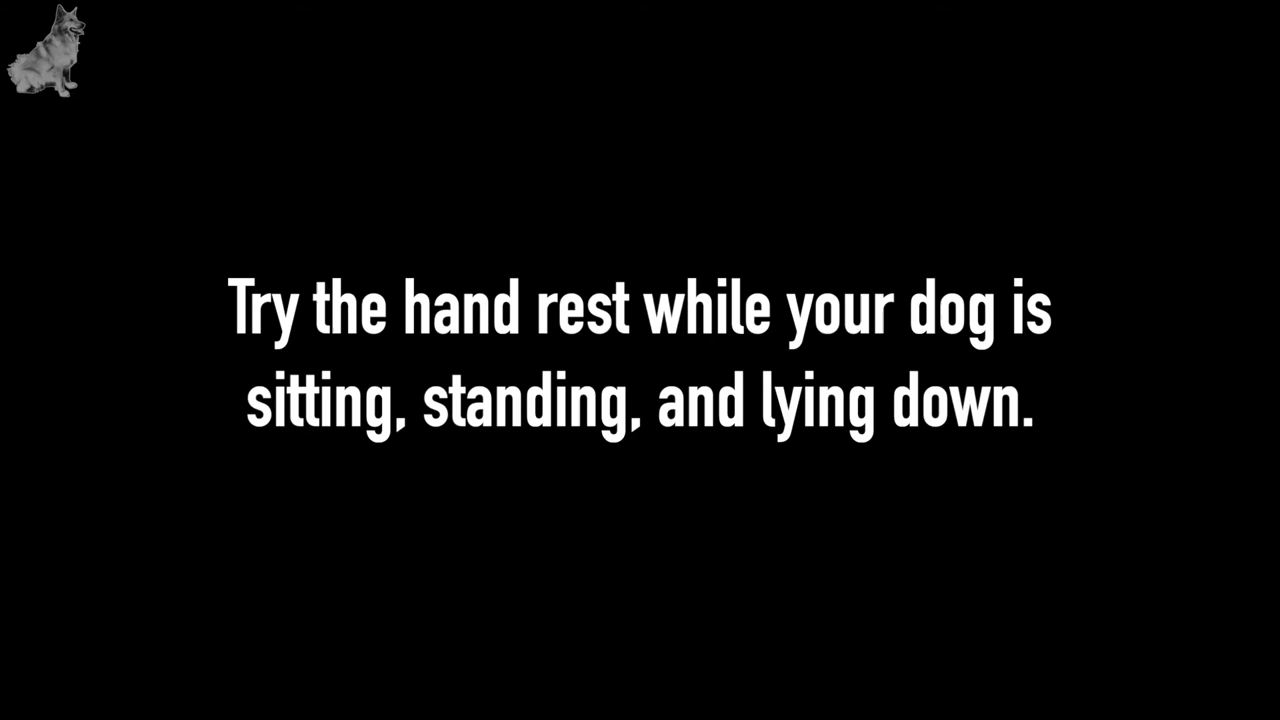 Try the hand rest while your dog is
sitting, standing, and lying down.